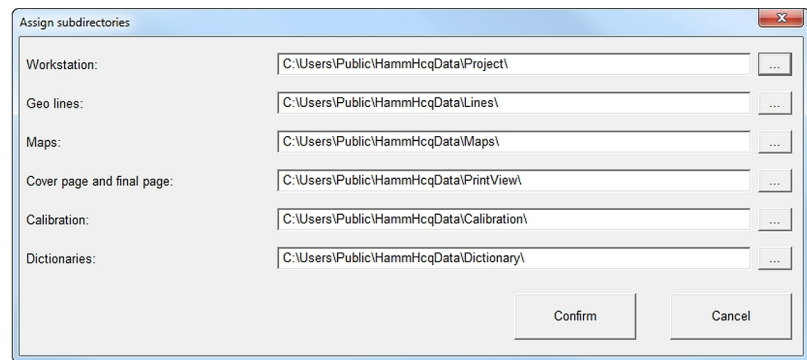 Assign subdirectories
Workstation: C:\Users\Public\HammHcqData\Project\ ...
Geo lines: C:\Users\Public\HammHcqData\Lines\ ...
Maps: C:\Users\Public\HammHcqData\Maps\ ...
Cover page and final page: C:\Users\Public\HammHcqData\PrintView\ ...
Calibration: C:\Users\Public\HammHcqData\Calibration\ ...
Dictionaries: C:\Users\Public\HammHcqData\Dictionary\ ...
Confirm Cancel